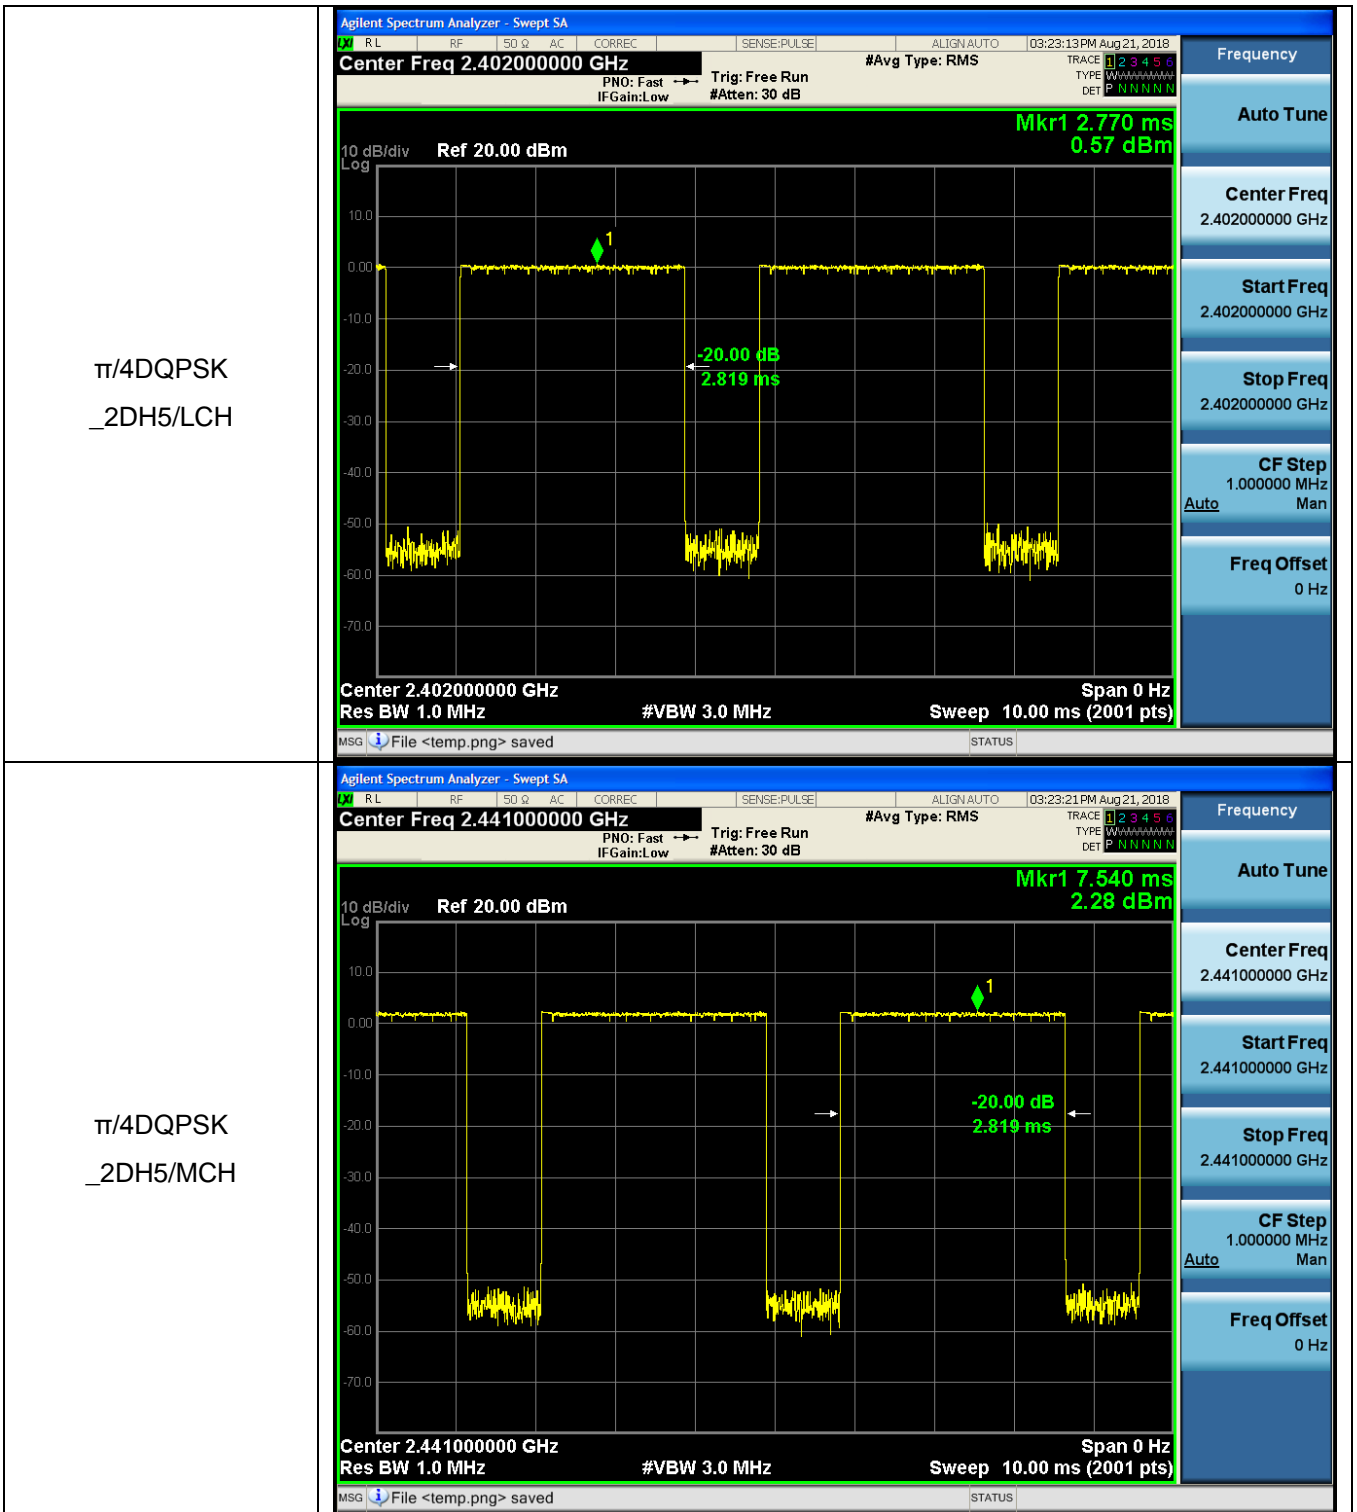 π/4DQPSK
_2DH5/LCH
Agilent Spectrum Analyzer - Swept SA
LXI RL RF 50 Ω AC CORREC SENSE:PULSE ALIGN AUTO 03:23:13 PM Aug 21, 2018
Center Freq 2.402000000 GHz
#Avg Type: RMS
TRACE 1 2 3 4 5 6
PNO: Fast Trig: Free Run
TYPE WWWWWW
IFGain:Low #Atten: 30 dB
DET P N N N N N
Mkr1 2.770 ms
0.57 dBm
10 dB/div Ref 20.00 dBm
Log
10.0
0.00
-10.0
-20.0
-30.0
-40.0
-50.0
-60.0
-70.0
1
-20.00 dB
2.819 ms
Center 2.402000000 GHz Span 0 Hz
Res BW 1.0 MHz #VBW 3.0 MHz Sweep 10.00 ms (2001 pts)
MSG File <temp.png> saved STATUS
Frequency
Auto Tune
Center Freq
2.402000000 GHz
Start Freq
2.402000000 GHz
Stop Freq
2.402000000 GHz
CF Step
1.000000 MHz
Auto Man
Freq Offset
0 Hz
π/4DQPSK
_2DH5/MCH
Agilent Spectrum Analyzer - Swept SA
LXI RL RF 50 Ω AC CORREC SENSE:PULSE ALIGN AUTO 03:23:21 PM Aug 21, 2018
Center Freq 2.441000000 GHz
#Avg Type: RMS
TRACE 1 2 3 4 5 6
PNO: Fast Trig: Free Run
TYPE WWWWWW
IFGain:Low #Atten: 30 dB
DET P N N N N N
Mkr1 7.540 ms
2.28 dBm
10 dB/div Ref 20.00 dBm
Log
10.0
0.00
-10.0
-20.0
-30.0
-40.0
-50.0
-60.0
-70.0
1
-20.00 dB
2.819 ms
Center 2.441000000 GHz Span 0 Hz
Res BW 1.0 MHz #VBW 3.0 MHz Sweep 10.00 ms (2001 pts)
MSG File <temp.png> saved STATUS
Frequency
Auto Tune
Center Freq
2.441000000 GHz
Start Freq
2.441000000 GHz
Stop Freq
2.441000000 GHz
CF Step
1.000000 MHz
Auto Man
Freq Offset
0 Hz